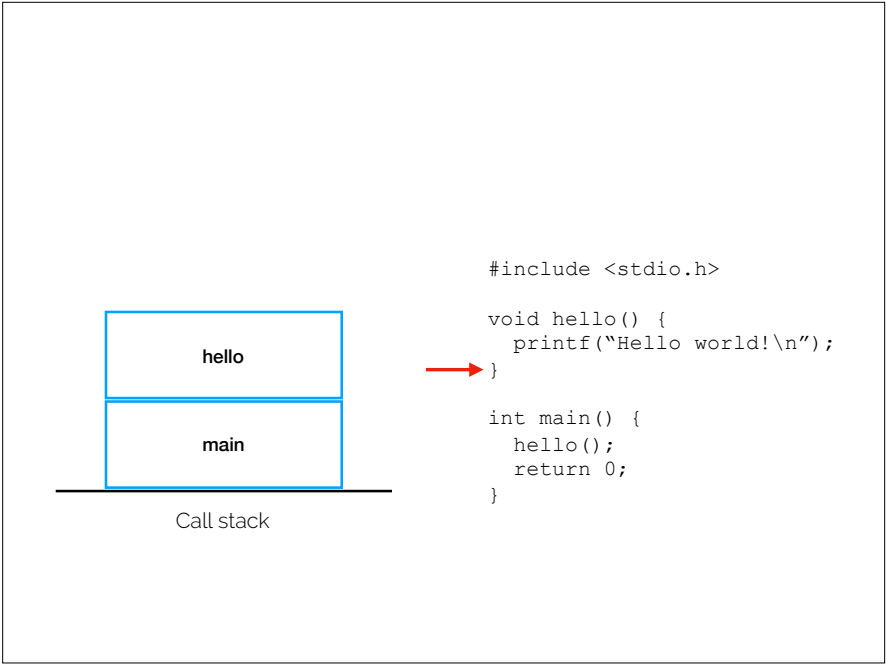 hello
main
Call stack
#include <stdio.h>
void hello() {
  printf(“Hello world!\n”);
}
int main() {
  hello();
  return 0;
}